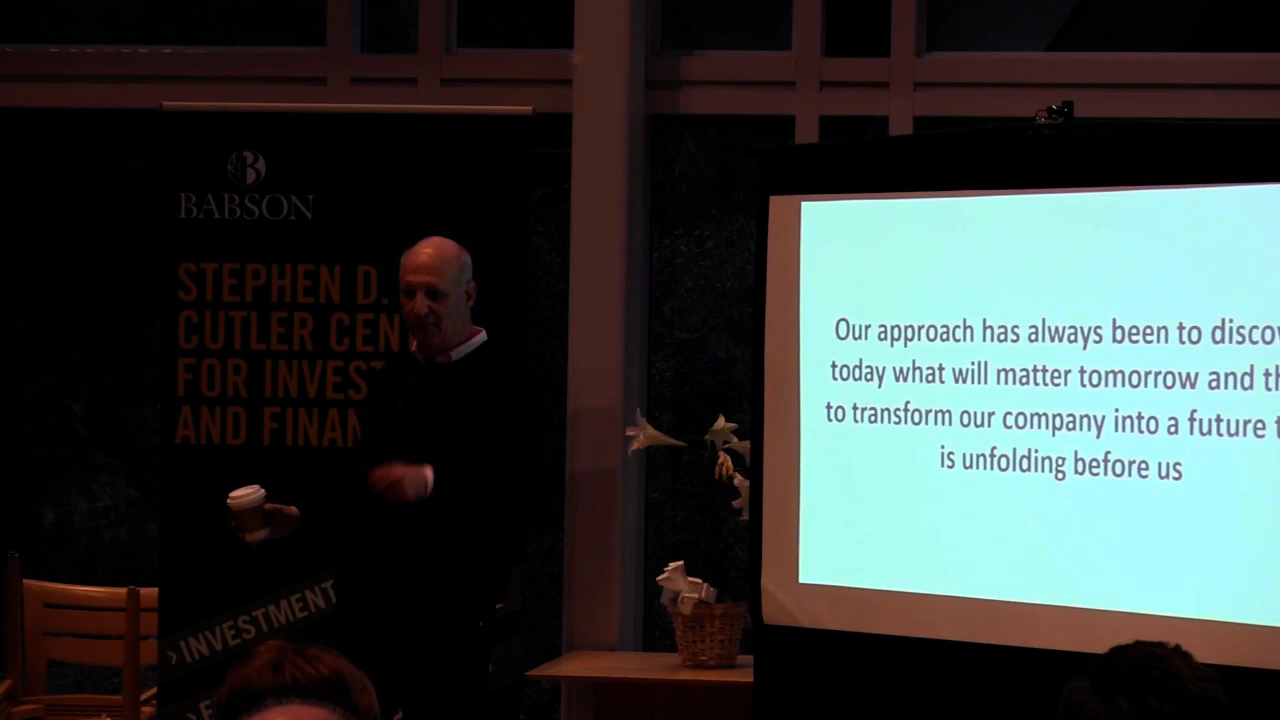 BABSON
STEPHEN D.
CUTLER CEN
FOR INVEST
AND FINAN
› INVESTMENT
Our approach has always been to disco
today what will matter tomorrow and th
to transform our company into a future t
is unfolding before us